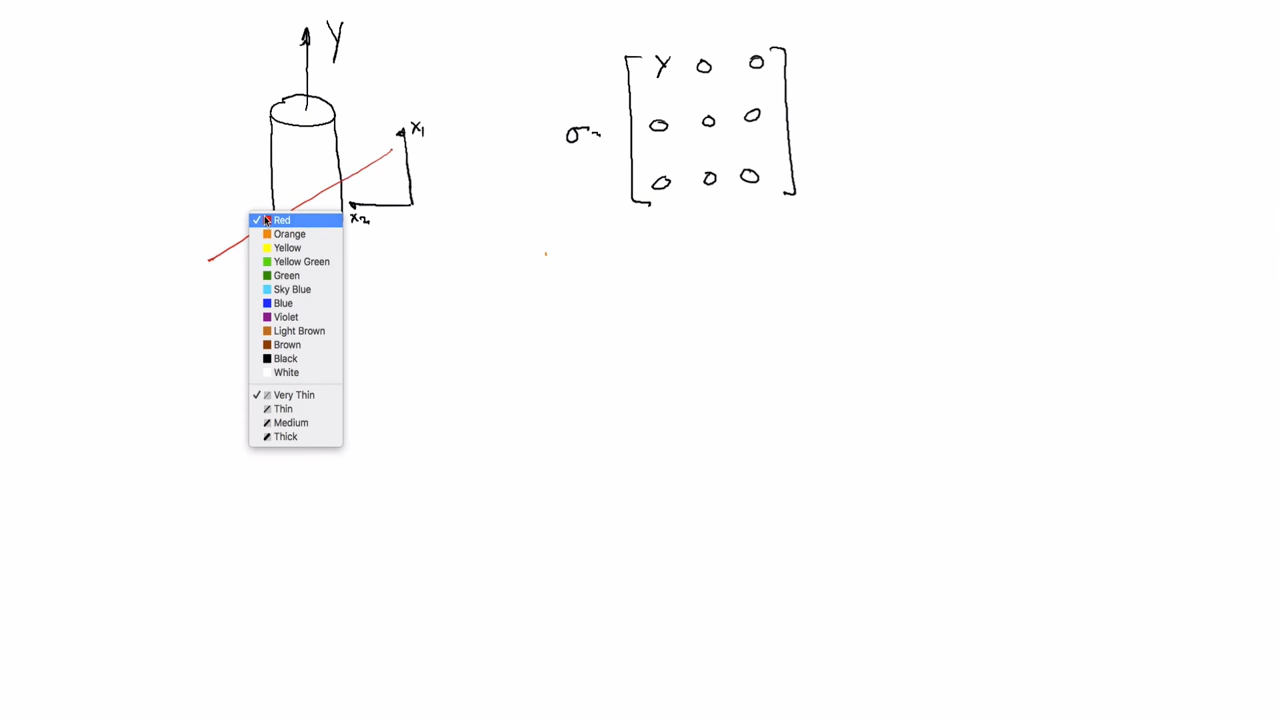 Y
x₁
x₂
σ =
Y 0 0
0 0 0
0 0 0
✓ Red
Orange
Yellow
Yellow Green
Green
Sky Blue
Blue
Violet
Light Brown
Brown
Black
White
✓ Very Thin
Thin
Medium
Thick